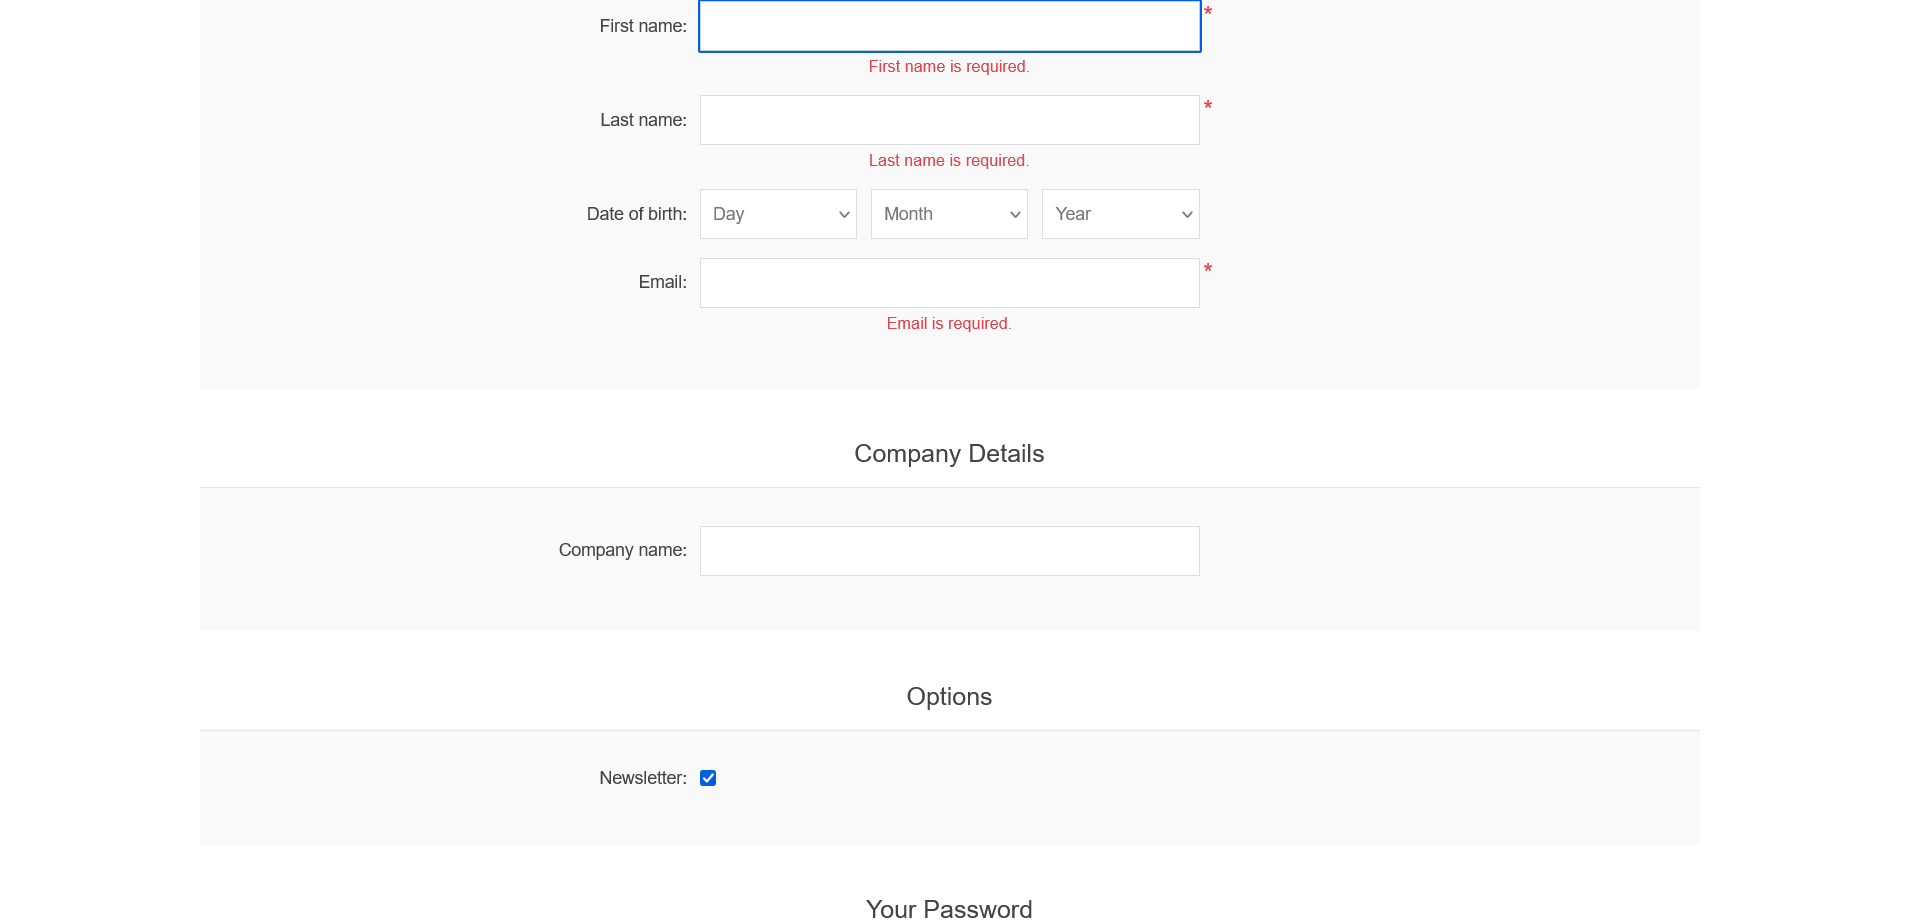 First name: *
First name is required.
Last name: *
Last name is required.
Date of birth: Day Month Year
Email: *
Email is required.
Company Details
Company name:
Options
Newsletter:
Your Password